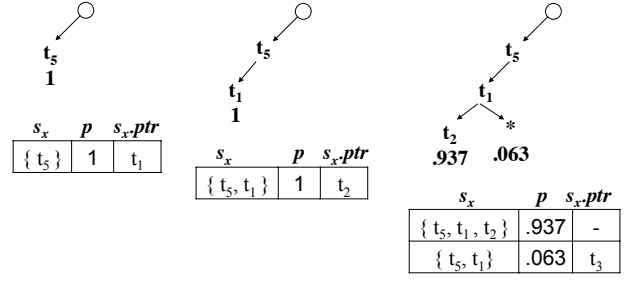 t5
1
sx p sx.ptr
{ t5 } 1 t1
t5
t1
1
sx p sx.ptr
{ t5, t1 } 1 t2
t5
t1
t2 *
.937 .063
sx p sx.ptr
{ t5, t1 , t2 } .937 -
{ t5, t1} .063 t3